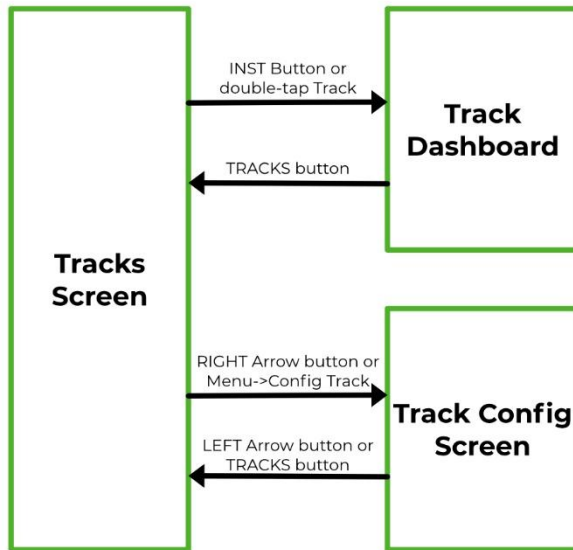 Tracks
Screen
INST Button or
double-tap Track
TRACKS button
Track
Dashboard
RIGHT Arrow button or
Menu->Config Track
LEFT Arrow button or
TRACKS button
Track Config
Screen